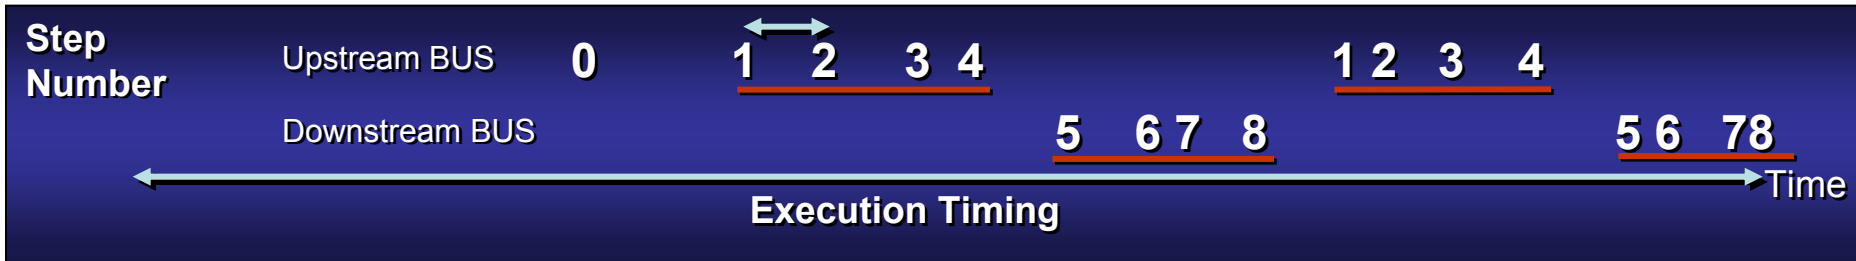 Step
Number
Upstream BUS 0 1 2 3 4 1 2 3 4
Downstream BUS 5 6 7 8 5 6 78
Time
Execution Timing